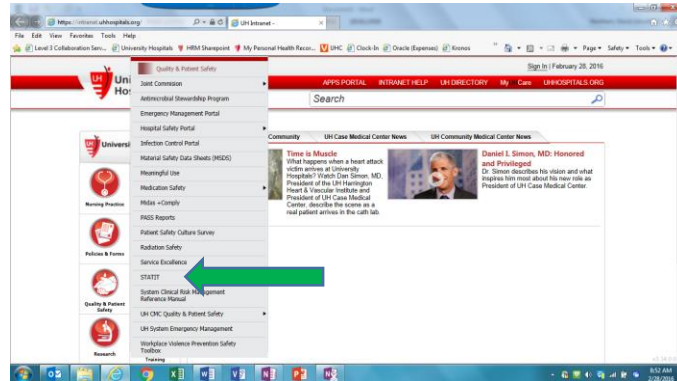 https://intranet.uhhospitals.org/
UH Intranet -
File Edit View Favorites Tools Help
Level 3 Collaboration Serv... University Hospitals HRM Sharepoint My Personal Health Recor... UHC Clock-In Oracle (Expenses) Kronos
Page Safety Tools
Sign In | February 28, 2016
APPS PORTAL INTRANET HELP UH DIRECTORY My Care UHHOSPITALS.ORG
Search
Quality & Patient Safety
Joint Commission
Antimicrobial Stewardship Program
Emergency Management Portal
Hospital Safety Portal
Infection Control Portal
Material Safety Data Sheets (MSDS)
Meaningful Use
Medication Safety
Midas +Comply
PASS Reports
Patient Safety Culture Survey
Radiation Safety
Service Excellence
STATIT
System Clinical Risk Management
Reference Manual
UH CMC Quality & Patient Safety
UH System Emergency Management
Workplace Violence Prevention Safety
Toolbox
Training
UH
Nursing Practice
Policies & Forms
Quality & Patient
Safety
Research
Community
UH Case Medical Center News
UH Community Medical Center News
Time is Muscle
What happens when a heart attack
victim arrives at University
Hospitals? Watch Dan Simon, MD,
President of the UH Harrington
Heart & Vascular Institute and
President of UH Case Medical
Center, describe the scene as a
real patient arrives in the cath lab.
Daniel I. Simon, MD: Honored
and Privileged
Dr. Simon describes his vision and what
inspires him most about his new role as
President of UH Case Medical Center.
8:52 AM
2/28/2016